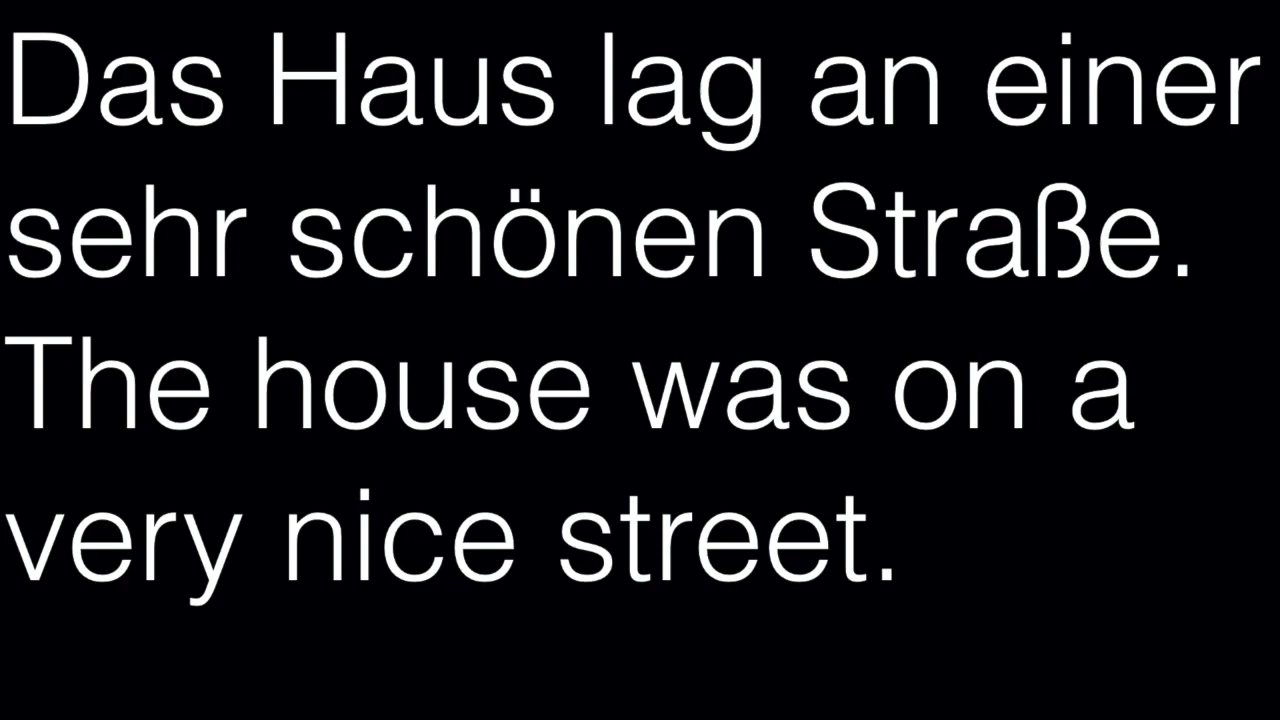 Das Haus lag an einer
sehr schönen Straße.
The house was on a
very nice street.